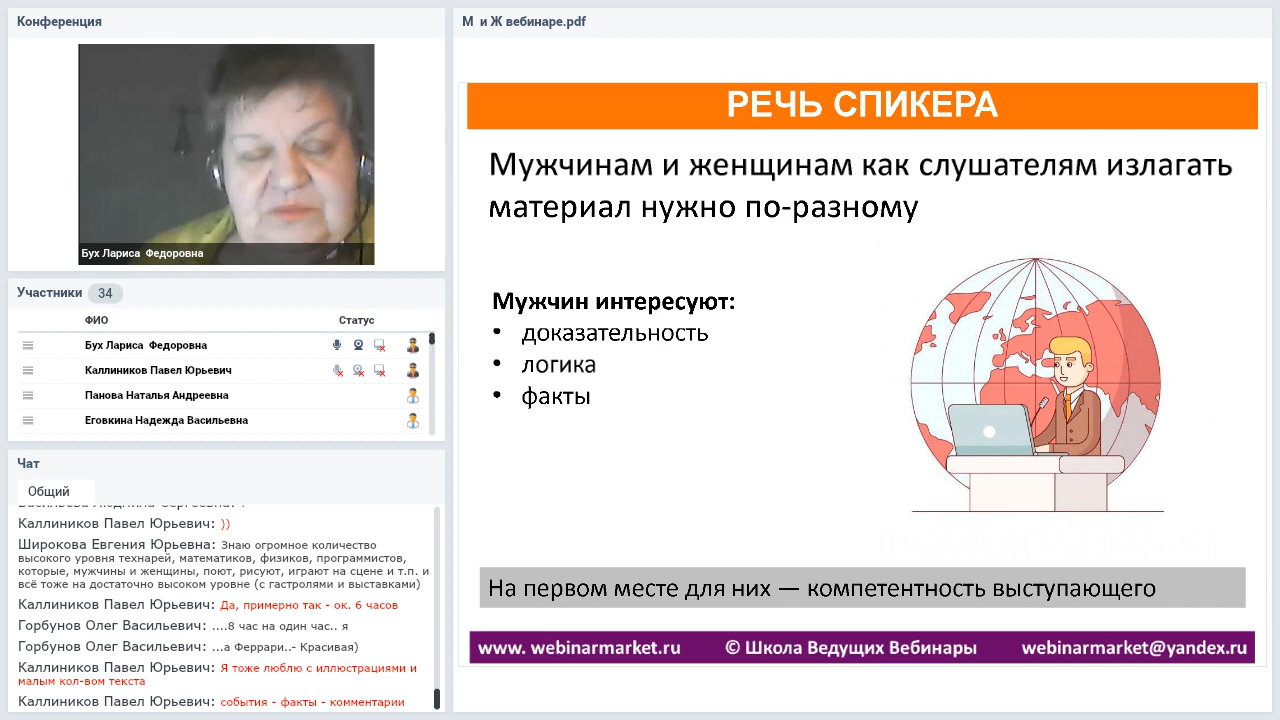 Конференция
Бух Лариса Федоровна
Участники 34
ФИО Статус
Бух Лариса Федоровна
Каллиников Павел Юрьевич
Панова Наталья Андреевна
Еговкина Надежда Васильевна
Чат
Общий
Каллиников Павел Юрьевич: ))
Широкова Евгения Юрьевна: Знаю огромное количество
высокого уровня технарей, математиков, физиков, программистов,
которые, мужчины и женщины, поют, рисуют, играют на сцене и т.п. и
всё тоже на достаточно высоком уровне (с гастролями и выставками)
Каллиников Павел Юрьевич: Да, примерно так - ок. 6 часов
Горбунов Олег Васильевич: ....8 час на один час.. я
Горбунов Олег Васильевич: ...а Феррари..- Красивая)
Каллиников Павел Юрьевич: Я тоже люблю с иллюстрациями и
малым кол-вом текста
Каллиников Павел Юрьевич: события - факты - комментарии
М и Ж вебинаре.pdf
РЕЧЬ СПИКЕРА
Мужчинам и женщинам как слушателям излагать
материал нужно по-разному
Мужчин интересуют:
• доказательность
• логика
• факты
На первом месте для них — компетентность выступающего
www. webinarmarket.ru © Школа Ведущих Вебинары webinarmarket@yandex.ru